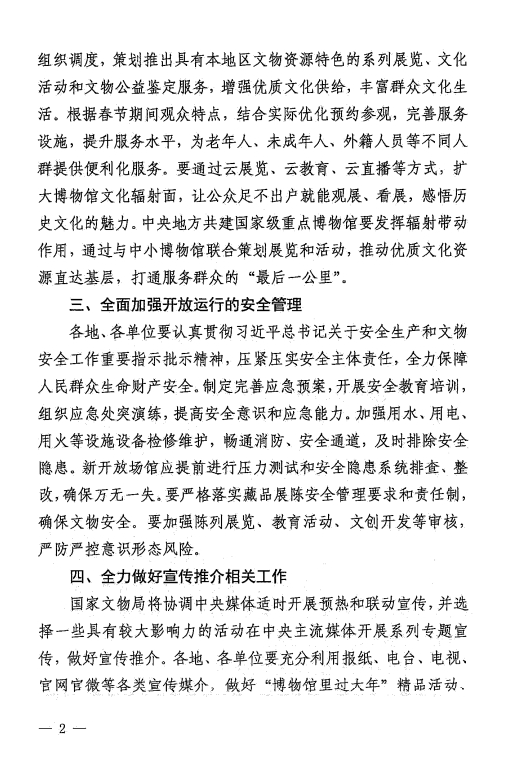 组织调度，策划推出具有本地区文物资源特色的系列展览、文化
活动和文物公益鉴定服务，增强优质文化供给，丰富群众文化生
活。根据春节期间观众特点，结合实际优化预约参观，完善服务
设施，提升服务水平，为老年人、未成年人、外籍人员等不同人
群提供便利化服务。要通过云展览、云教育、云直播等方式，扩
大博物馆文化辐射面，让公众足不出户就能观展、看展，感悟历
史文化的魅力。中央地方共建国家级重点博物馆要发挥辐射带动
作用，通过与中小博物馆联合策划展览和活动，推动优质文化资
源直达基层，打通服务群众的“最后一公里”。
三、全面加强开放运行的安全管理
各地、各单位要认真贯彻习近平总书记关于安全生产和文物
安全工作重要指示批示精神，压紧压实安全主体责任，全力保障
人民群众生命财产安全。制定完善应急预案，开展安全教育培训，
组织应急处突演练，提高安全意识和应急能力。加强用水、用电、
用火等设施设备检修维护，畅通消防、安全通道，及时排除安全
隐患。新开放场馆应提前进行压力测试和安全隐患系统排查、整
改，确保万无一失。要严格落实藏品展陈安全管理要求和责任制，
确保文物安全。要加强陈列展览、教育活动、文创开发等审核，
严防严控意识形态风险。
四、全力做好宣传推介相关工作
国家文物局将协调中央媒体适时开展预热和联动宣传，并选
择一些具有较大影响力的活动在中央主流媒体开展系列专题宣
传，做好宣传推介。各地、各单位要充分利用报纸、电台、电视、
官网官微等各类宣传媒介，做好“博物馆里过大年”精品活动、
— 2 —